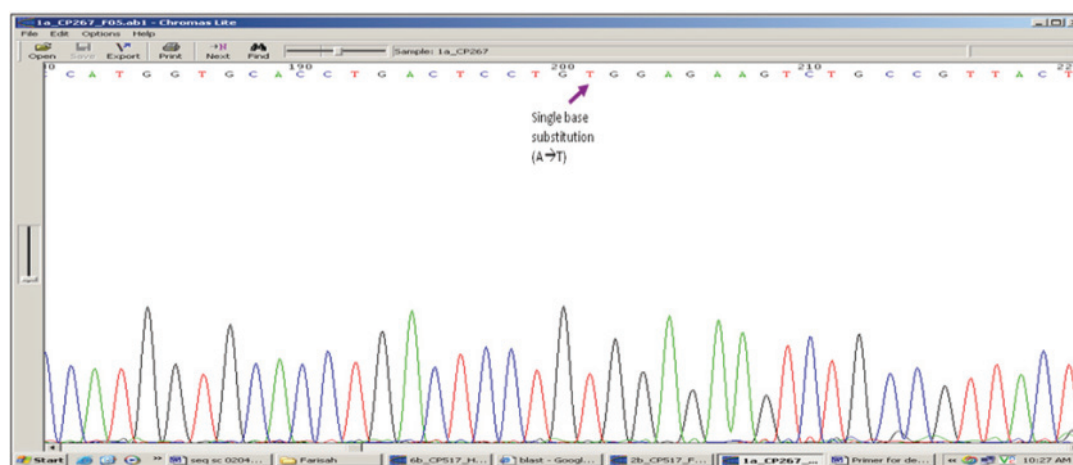 1a_CP267_F05.ab1 - Chromas Lite
File Edit Options Help
Open Save Export Print Next Find Sample: 1a_CP267
190 200 210
C A T G G T G C A C C T G A C T C C T G T G G A G A A G T C T G C C G T T A C T
Single base
substitution
(A→T)
Start seq sc 0204... Farisah 6b_CP517_H... blast - Googl... 2b_CP517_F... 1a_CP267_... Primer for de... 10:27 AM